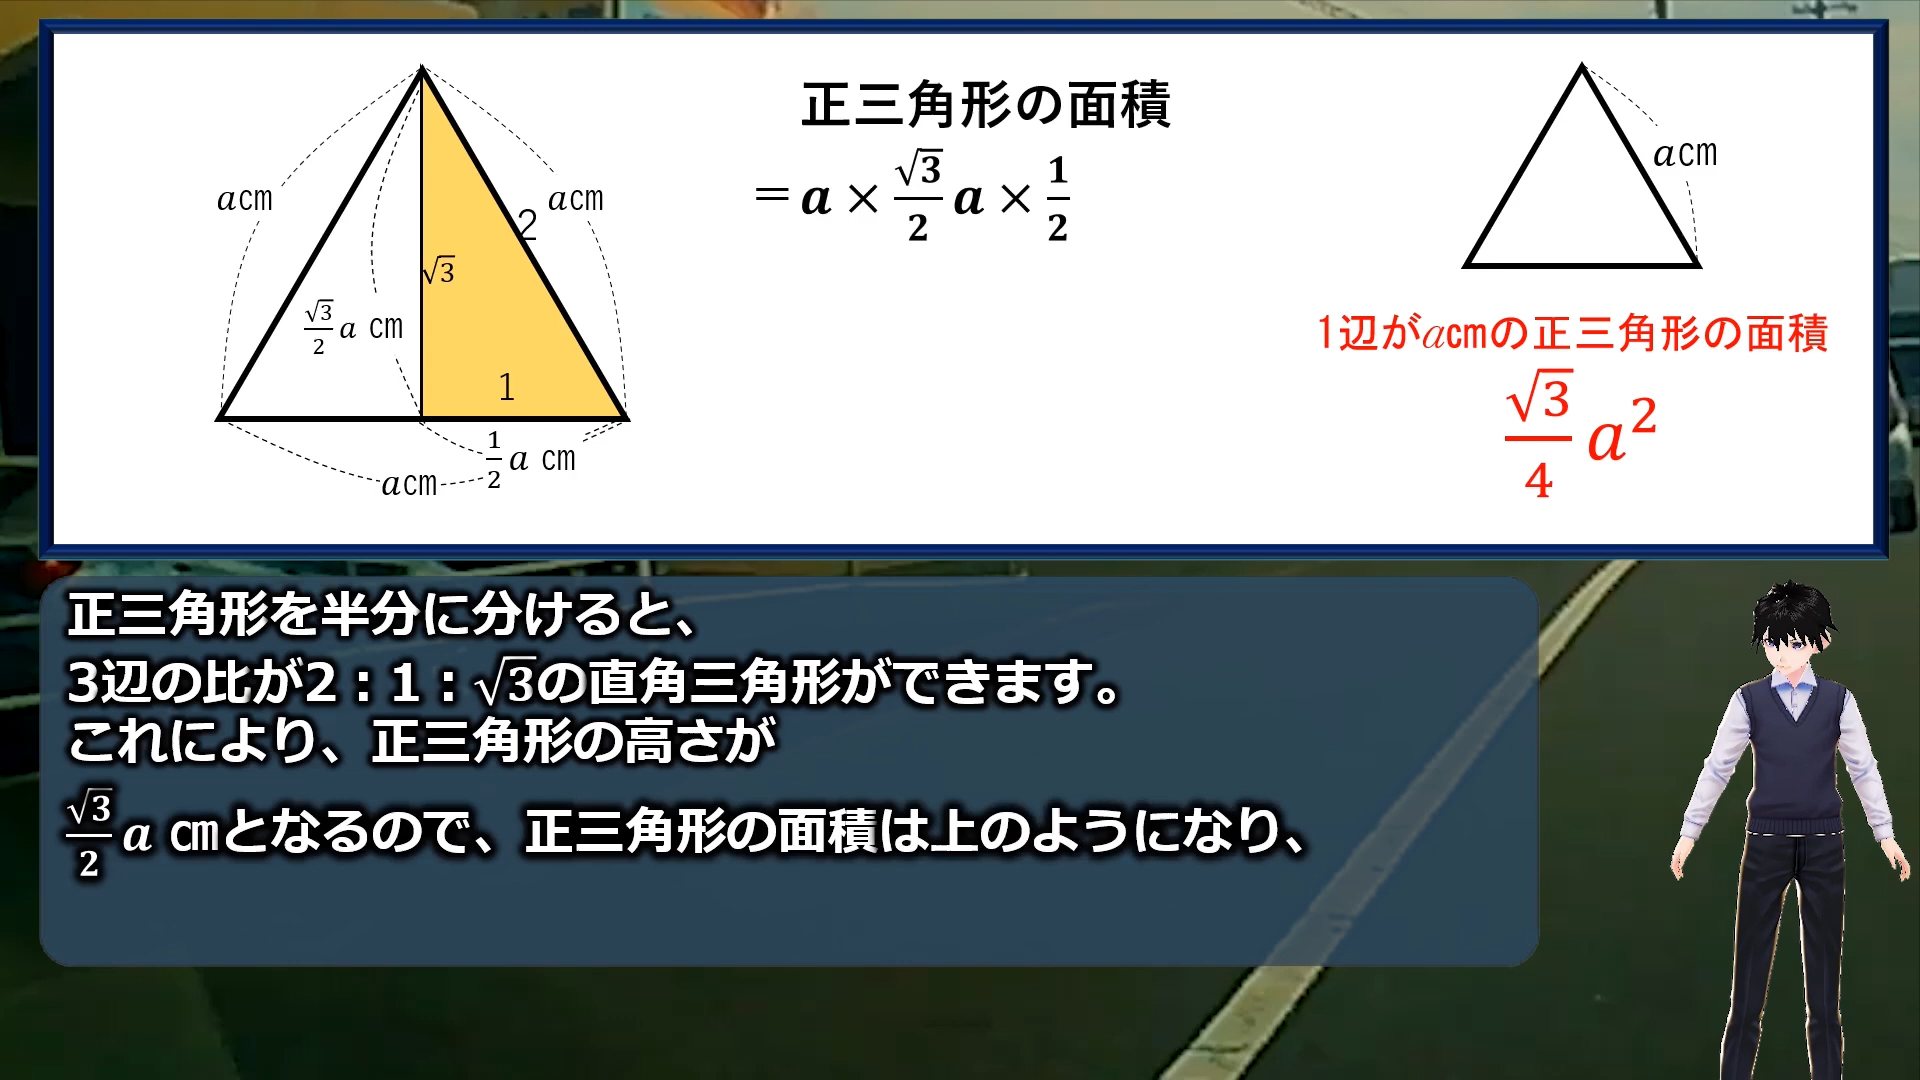 正三角形の面積
＝a × √3/2 a × 1/2
acm
acm
2
√3
√3/2 a cm
1
1/2 a cm
acm
acm
1辺がacmの正三角形の面積
√3/4 a²
正三角形を半分に分けると、
3辺の比が2：1：√3の直角三角形ができます。
これにより、正三角形の高さが
√3/2 a ㎝となるので、正三角形の面積は上のようになり、